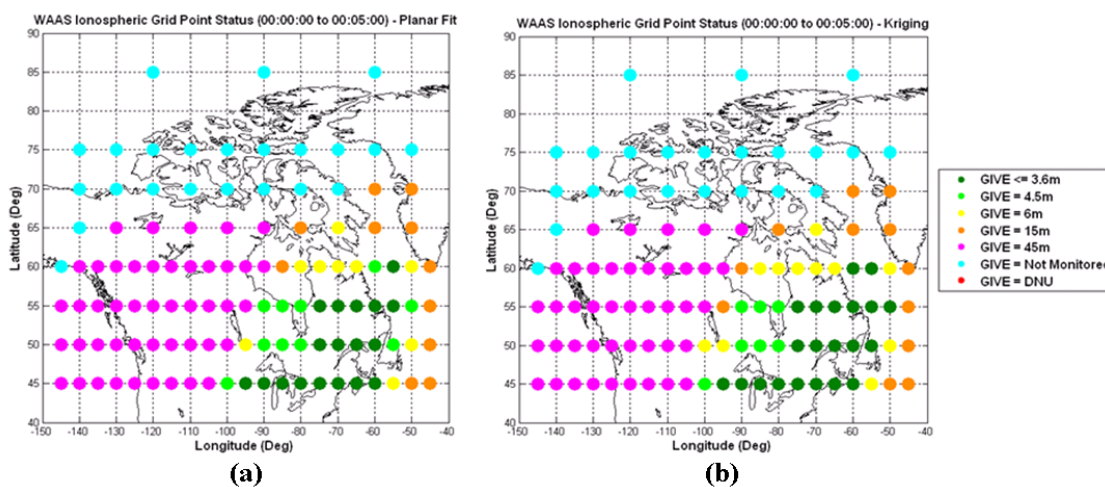 WAAS Ionospheric Grid Point Status (00:00:00 to 00:05:00) - Planar Fit
90
85
80
75
70
65
60
55
50
45
40
Latitude (Deg)
-150 -140 -130 -120 -110 -100 -90 -80 -70 -60 -50 -40
Longitude (Deg)
(a)
WAAS Ionospheric Grid Point Status (00:00:00 to 00:05:00) - Kriging
90
85
80
75
70
65
60
55
50
45
40
Latitude (Deg)
-150 -140 -130 -120 -110 -100 -90 -80 -70 -60 -50 -40
Longitude (Deg)
(b)
GIVE <= 3.6m
GIVE = 4.5m
GIVE = 6m
GIVE = 15m
GIVE = 45m
GIVE = Not Monitored
GIVE = DNU